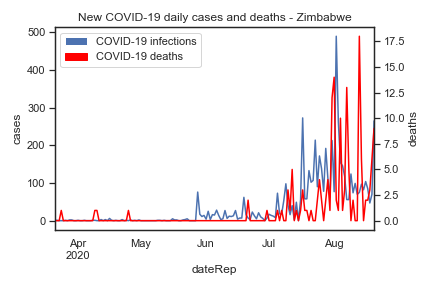 New COVID-19 daily cases and deaths - Zimbabwe
COVID-19 infections
COVID-19 deaths
500
400
300
200
100
0
cases
17.5
15.0
12.5
10.0
7.5
5.0
2.5
0.0
deaths
Apr
2020
May
Jun
Jul
Aug
dateRep